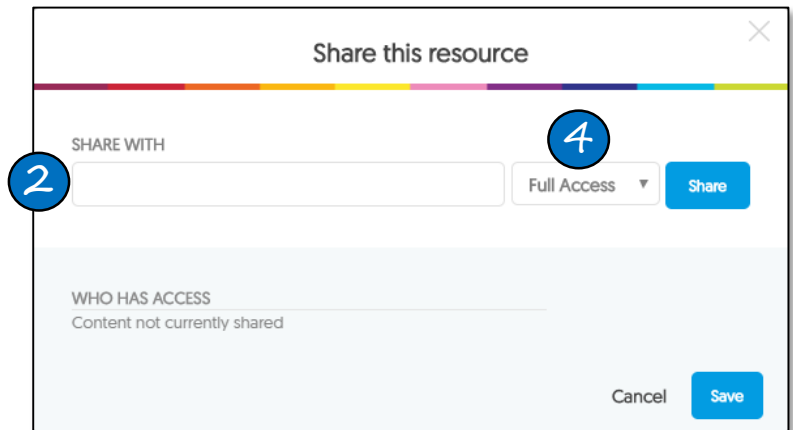 Share this resource
4
SHARE WITH
2
Full Access Share
WHO HAS ACCESS
Content not currently shared
Cancel Save